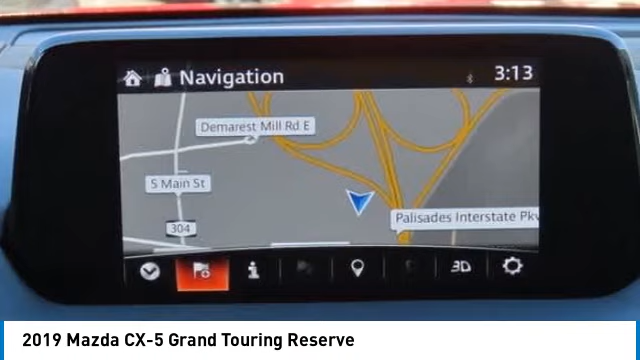 Navigation
3:13
Demarest Mill Rd E
S Main St
Palisades Interstate Pkw
304
3D
2019 Mazda CX-5 Grand Touring Reserve